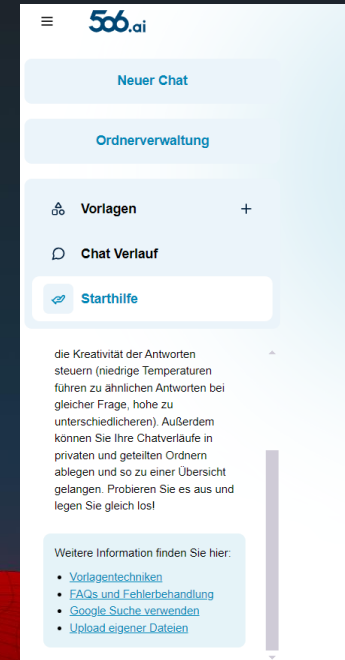 506.ai
Neuer Chat
Ordnerverwaltung
Vorlagen
Chat Verlauf
Starthilfe
die Kreativität der Antworten
steuern (niedrige Temperaturen
führen zu ähnlichen Antworten bei
gleicher Frage, hohe zu
unterschiedlicheren). Außerdem
können Sie Ihre Chatverläufe in
privaten und geteilten Ordnern
ablegen und so zu einer Übersicht
gelangen. Probieren Sie es aus und
legen Sie gleich los!
Weitere Information finden Sie hier:
Vorlagentechniken
FAQs und Fehlerbehandlung
Google Suche verwenden
Upload eigener Dateien